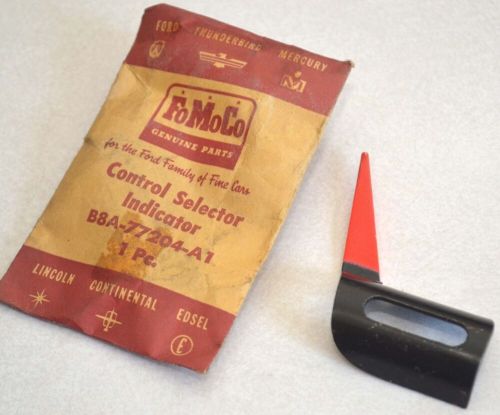 FORD THUNDERBIRD MERCURY
M
FoMoCo
GENUINE PARTS
for the Ford Family of Fine Cars
Control Selector
Indicator
B8A-77204-A1
1 Pc.
LINCOLN CONTINENTAL EDSEL
E